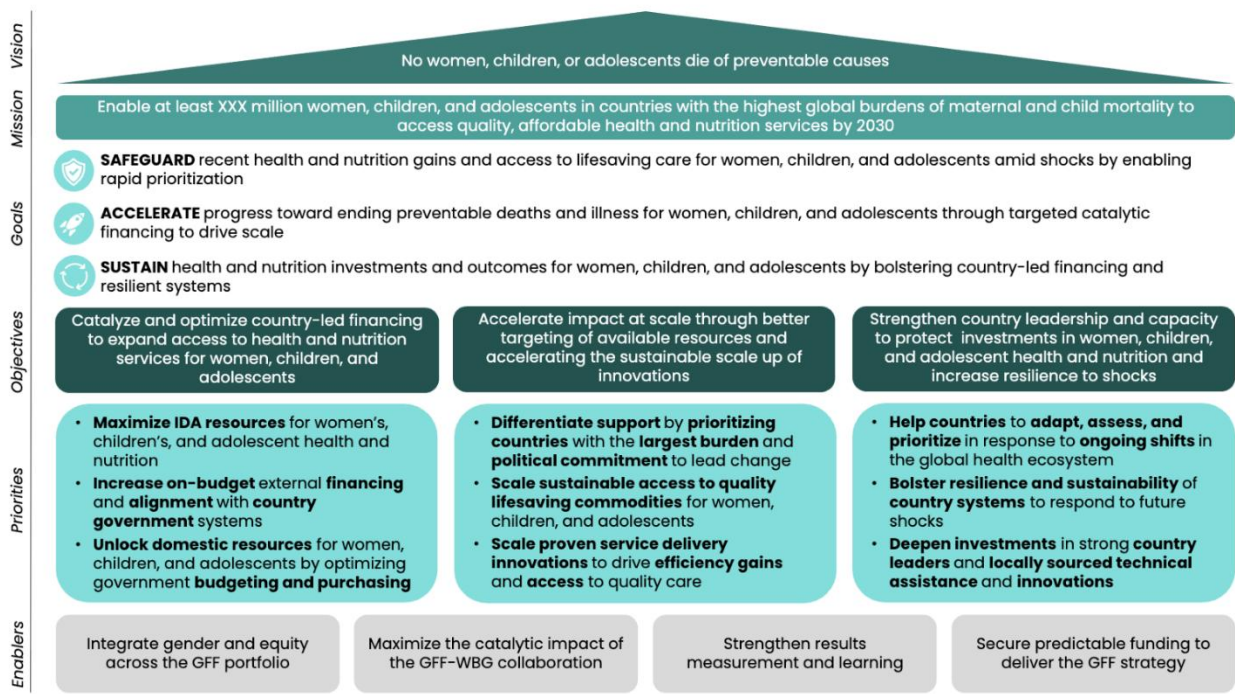 Vision
No women, children, or adolescents die of preventable causes
Mission
Enable at least XXX million women, children, and adolescents in countries with the highest global burdens of maternal and child mortality to
access quality, affordable health and nutrition services by 2030
Goals
SAFEGUARD recent health and nutrition gains and access to lifesaving care for women, children, and adolescents amid shocks by enabling
rapid prioritization
ACCELERATE progress toward ending preventable deaths and illness for women, children, and adolescents through targeted catalytic
financing to drive scale
SUSTAIN health and nutrition investments and outcomes for women, children, and adolescents by bolstering country-led financing and
resilient systems
Objectives
Catalyze and optimize country-led financing
to expand access to health and nutrition
services for women, children, and
adolescents
Accelerate impact at scale through better
targeting of available resources and
accelerating the sustainable scale up of
innovations
Strengthen country leadership and capacity
to protect investments in women, children,
and adolescent health and nutrition and
increase resilience to shocks
Priorities
• Maximize IDA resources for women's,
children's, and adolescent health and
nutrition
• Increase on-budget external financing
and alignment with country
government systems
• Unlock domestic resources for women,
children, and adolescents by optimizing
government budgeting and purchasing
• Differentiate support by prioritizing
countries with the largest burden and
political commitment to lead change
• Scale sustainable access to quality
lifesaving commodities for women,
children, and adolescents
• Scale proven service delivery
innovations to drive efficiency gains
and access to quality care
• Help countries to adapt, assess, and
prioritize in response to ongoing shifts in
the global health ecosystem
• Bolster resilience and sustainability of
country systems to respond to future
shocks
• Deepen investments in strong country
leaders and locally sourced technical
assistance and innovations
Enablers
Integrate gender and equity
across the GFF portfolio
Maximize the catalytic impact of
the GFF-WBG collaboration
Strengthen results
measurement and learning
Secure predictable funding to
deliver the GFF strategy